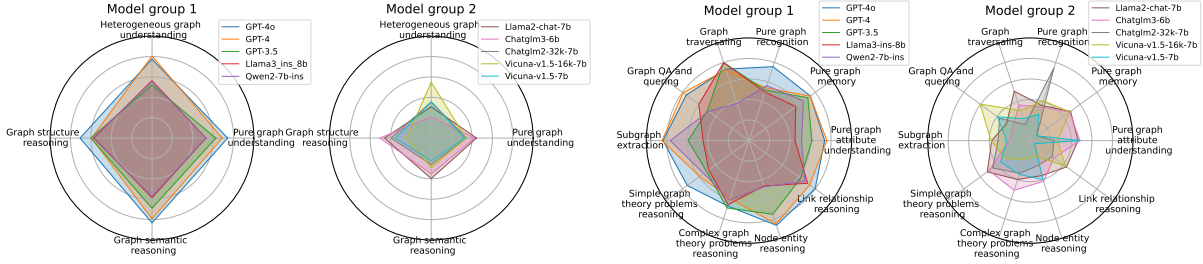 Model group 1
Heterogeneous graph
understanding
GPT-4o
GPT-4
GPT-3.5
Llama3_ins_8b
Qwen2-7b-ins
Graph structure
reasoning
Pure graph
understanding
Graph semantic
reasoning
Model group 2
Heterogeneous graph
understanding
Llama2-chat-7b
Chatglm3-6b
Chatglm2-32k-7b
Vicuna-v1.5-16k-7b
Vicuna-v1.5-7b
Graph structure
reasoning
Pure graph
understanding
Graph semantic
reasoning
Model group 1
GPT-4o
GPT-4
GPT-3.5
Llama3-ins-8b
Qwen2-7b-ins
Graph
traversaling
Pure graph
recognition
Graph QA and
quering
Pure graph
memory
Subgraph
extraction
Pure graph
attribute
understanding
Simple graph
theory problems
reasoning
Link relationship
reasoning
Complex graph
theory problems
reasoning
Node entity
reasoning
Model group 2
Llama2-chat-7b
Chatglm3-6b
Chatglm2-32k-7b
Vicuna-v1.5-16k-7b
Vicuna-v1.5-7b
Graph
traversaling
Pure graph
recognition
Graph QA and
quering
Pure graph
memory
Subgraph
extraction
Pure graph
attribute
understanding
Simple graph
theory problems
reasoning
Link relationship
reasoning
Complex graph
theory problems
reasoning
Node entity
reasoning